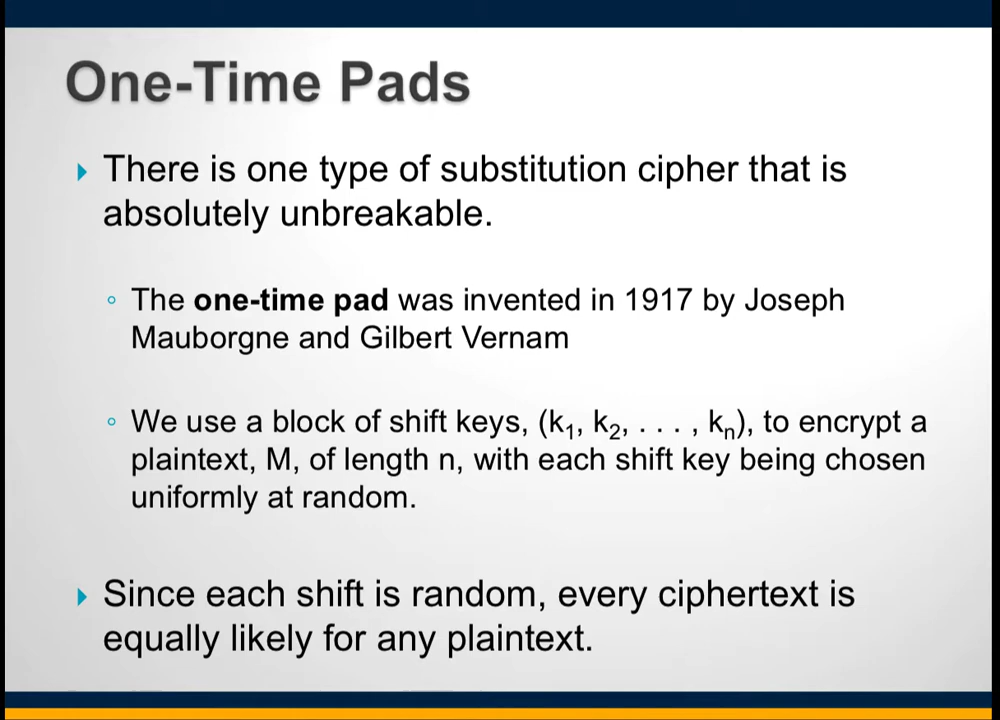 One-Time Pads
There is one type of substitution cipher that is
absolutely unbreakable.
The one-time pad was invented in 1917 by Joseph
Mauborgne and Gilbert Vernam
We use a block of shift keys, (k₁, k₂, . . . , kₙ), to encrypt a
plaintext, M, of length n, with each shift key being chosen
uniformly at random.
Since each shift is random, every ciphertext is
equally likely for any plaintext.